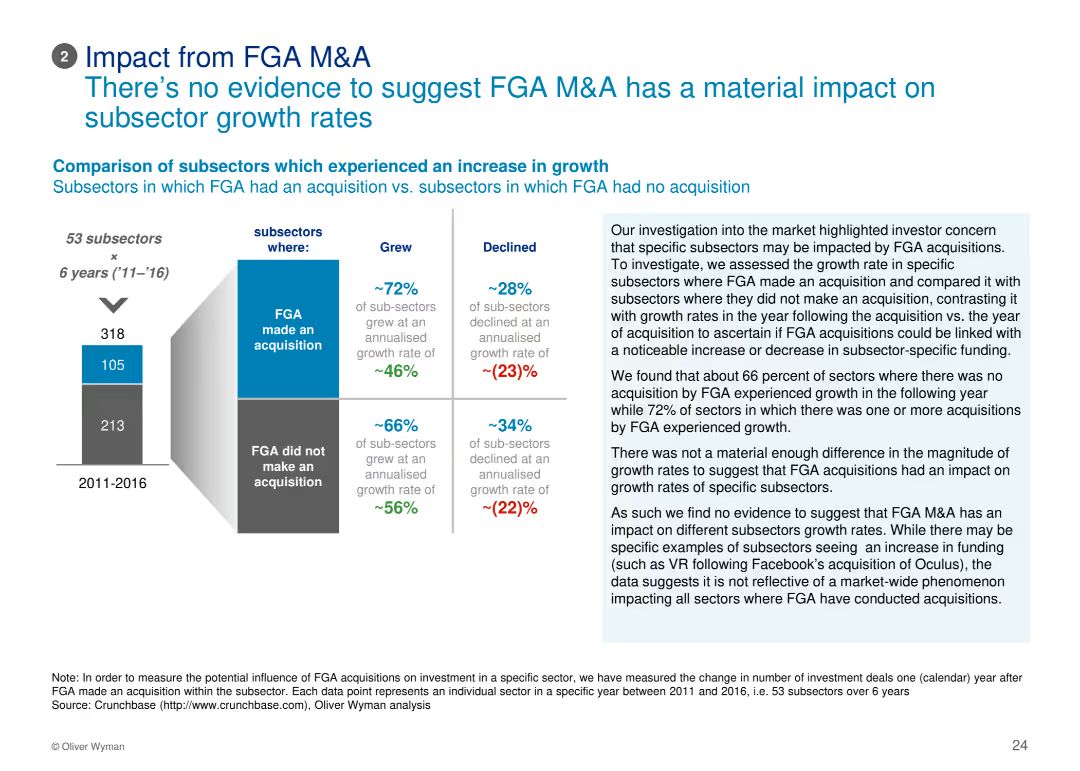 2 Impact from FGA M&A
There's no evidence to suggest FGA M&A has a material impact on
subsector growth rates
Comparison of subsectors which experienced an increase in growth
Subsectors in which FGA had an acquisition vs. subsectors in which FGA had no acquisition
53 subsectors
×
6 years ('11–'16)
318
105
213
2011-2016
subsectors
where:
Grew
Declined
FGA
made an
acquisition
~72%
of sub-sectors
grew at an
annualised
growth rate of
~46%
~28%
of sub-sectors
declined at an
annualised
growth rate of
~(23)%
FGA did not
make an
acquisition
~66%
of sub-sectors
grew at an
annualised
growth rate of
~56%
~34%
of sub-sectors
declined at an
annualised
growth rate of
~(22)%
Our investigation into the market highlighted investor concern
that specific subsectors may be impacted by FGA acquisitions.
To investigate, we assessed the growth rate in specific
subsectors where FGA made an acquisition and compared it with
subsectors where they did not make an acquisition, contrasting it
with growth rates in the year following the acquisition vs. the year
of acquisition to ascertain if FGA acquisitions could be linked with
a noticeable increase or decrease in subsector-specific funding.
We found that about 66 percent of sectors where there was no
acquisition by FGA experienced growth in the following year
while 72% of sectors in which there was one or more acquisitions
by FGA experienced growth.
There was not a material enough difference in the magnitude of
growth rates to suggest that FGA acquisitions had an impact on
growth rates of specific subsectors.
As such we find no evidence to suggest that FGA M&A has an
impact on different subsectors growth rates. While there may be
specific examples of subsectors seeing an increase in funding
(such as VR following Facebook's acquisition of Oculus), the
data suggests it is not reflective of a market-wide phenomenon
impacting all sectors where FGA have conducted acquisitions.
Note: In order to measure the potential influence of FGA acquisitions on investment in a specific sector, we have measured the change in number of investment deals one (calendar) year after
FGA made an acquisition within the subsector. Each data point represents an individual sector in a specific year between 2011 and 2016, i.e. 53 subsectors over 6 years
Source: Crunchbase (http://www.crunchbase.com), Oliver Wyman analysis
© Oliver Wyman
24